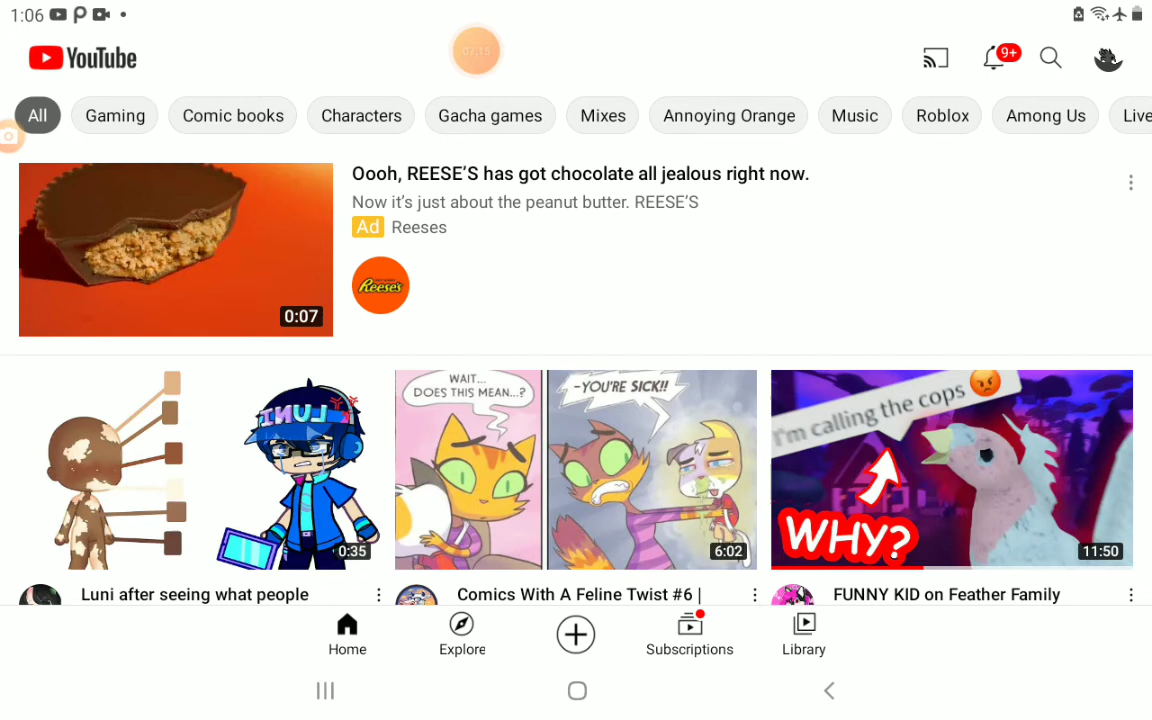 1:06
YouTube
02:15
9+
All
Gaming
Comic books
Characters
Gacha games
Mixes
Annoying Orange
Music
Roblox
Among Us
Live
Oooh, REESE'S has got chocolate all jealous right now.
Now it's just about the peanut butter. REESE'S
Ad Reeses
Reese's
0:07
LUNI
0:35
WAIT...
DOES THIS MEAN...?
-YOU'RE SICK!!
6:02
I'm calling the cops
WHY?
11:50
Luni after seeing what people
Comics With A Feline Twist #6 |
FUNNY KID on Feather Family
Home
Explore
Subscriptions
Library